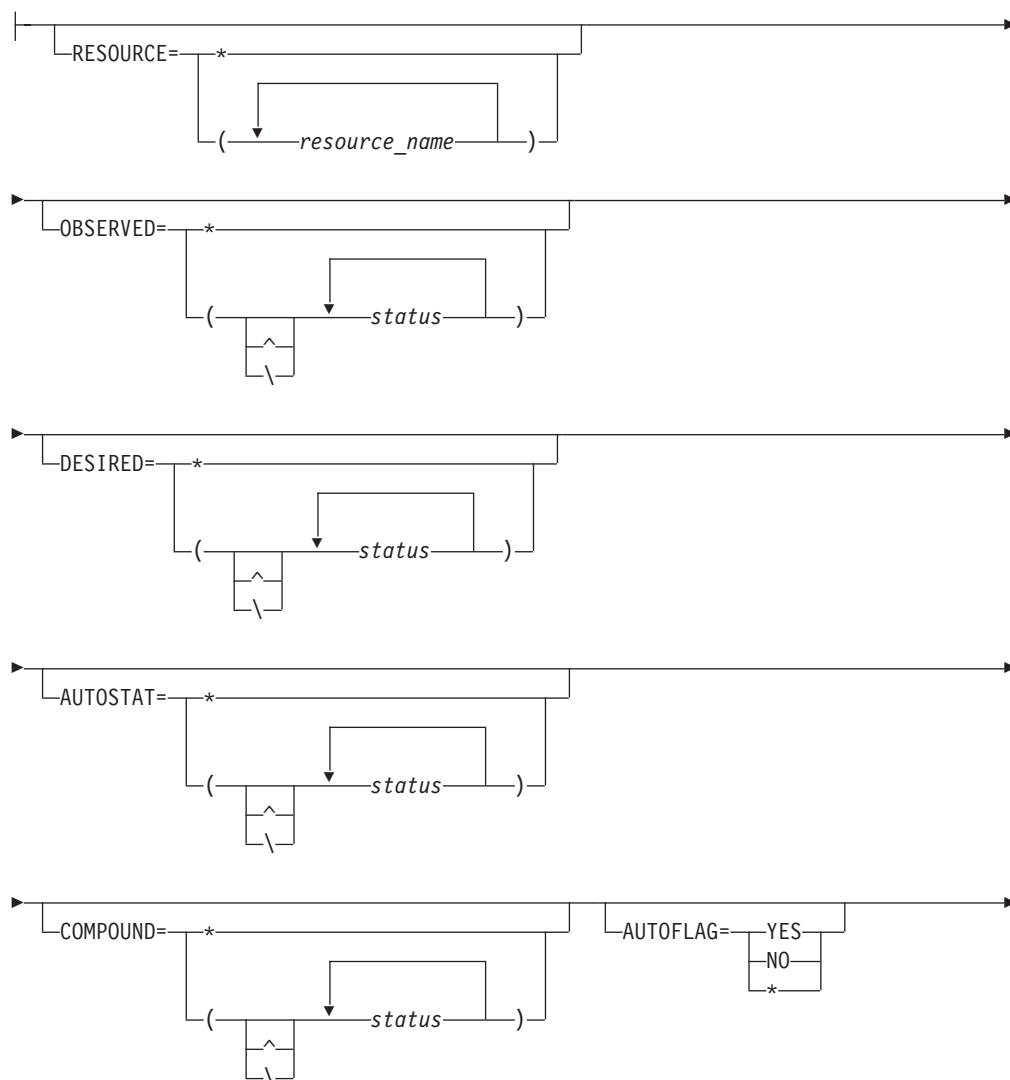 RESOURCE= *
( resource_name )
OBSERVED= *
( status )
^
\
DESIRED= *
( status )
^
\
AUTOSTAT= *
( status )
^
\
COMPOUND= * AUTOFLAG= YES
NO
*
( status )
^
\